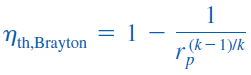 η_th,Brayton = 1 − 1 / r_p^(k − 1)/k